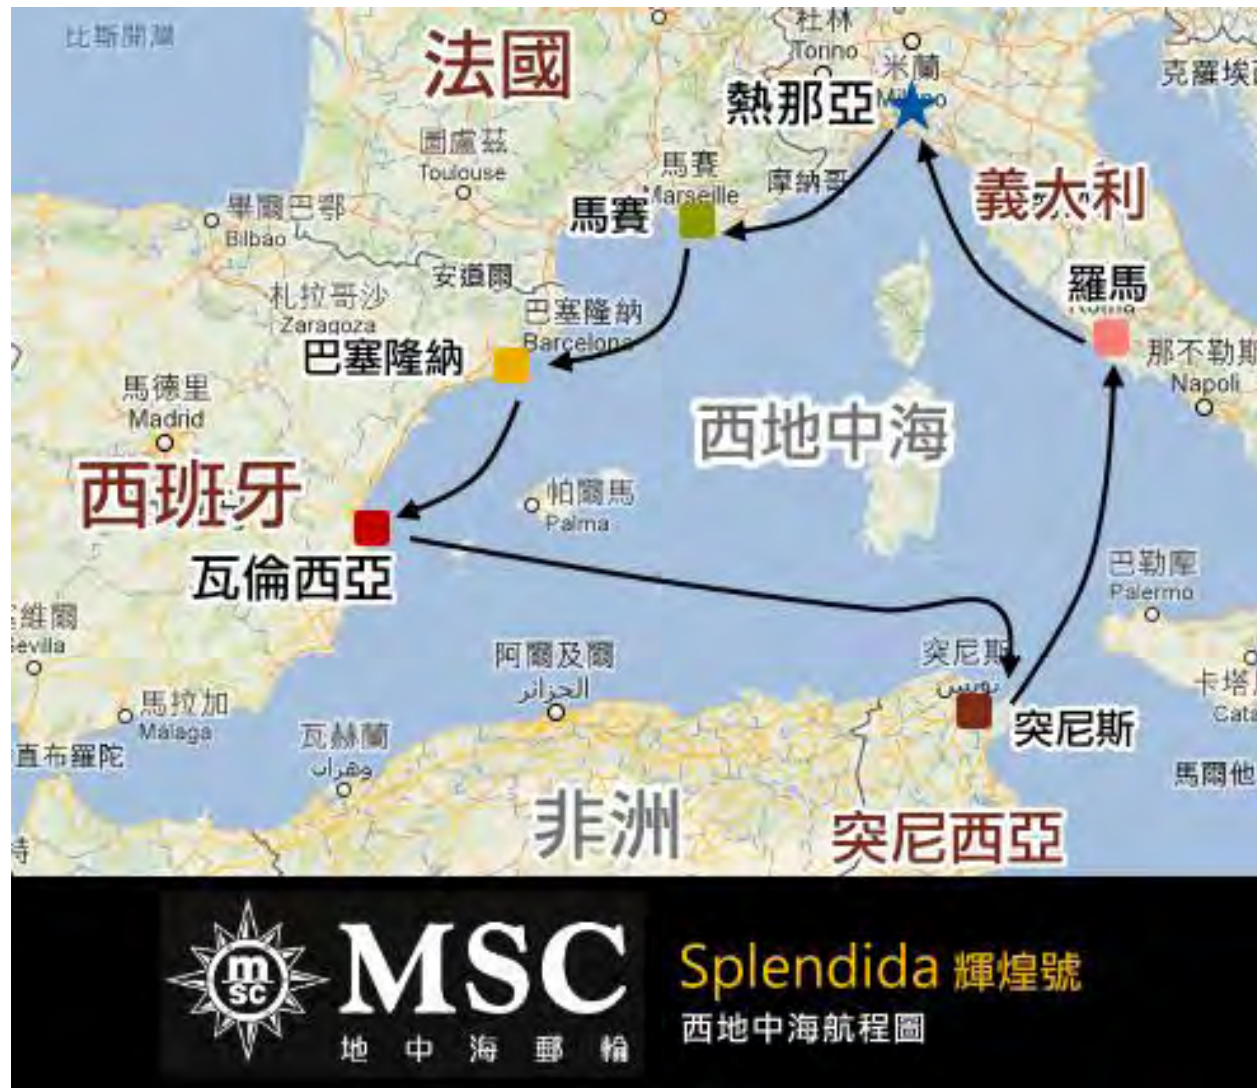 比斯開灣
法國
杜林
Torino
米蘭
克羅埃
熱那亞
圖盧茲
Toulouse
馬賽
Marseille
摩納哥
義大利
馬賽
畢爾巴鄂
Bilbao
安道爾
羅馬
札拉哥沙
Zaragoza
巴塞隆納
Barcelona
巴塞隆納
那不勒斯
Napoli
馬德里
Madrid
西地中海
西班牙
帕爾馬
Palma
瓦倫西亞
巴勒摩
Palermo
維爾
evilla
阿爾及爾
الجزائر
突尼斯
تونس
卡塔
Cata
馬拉加
Málaga
瓦赫蘭
وهران
突尼斯
直布羅陀
馬爾他
非洲
突尼西亞
特
m
SC
MSC
地中海郵輪
Splendida 輝煌號
西地中海航程圖